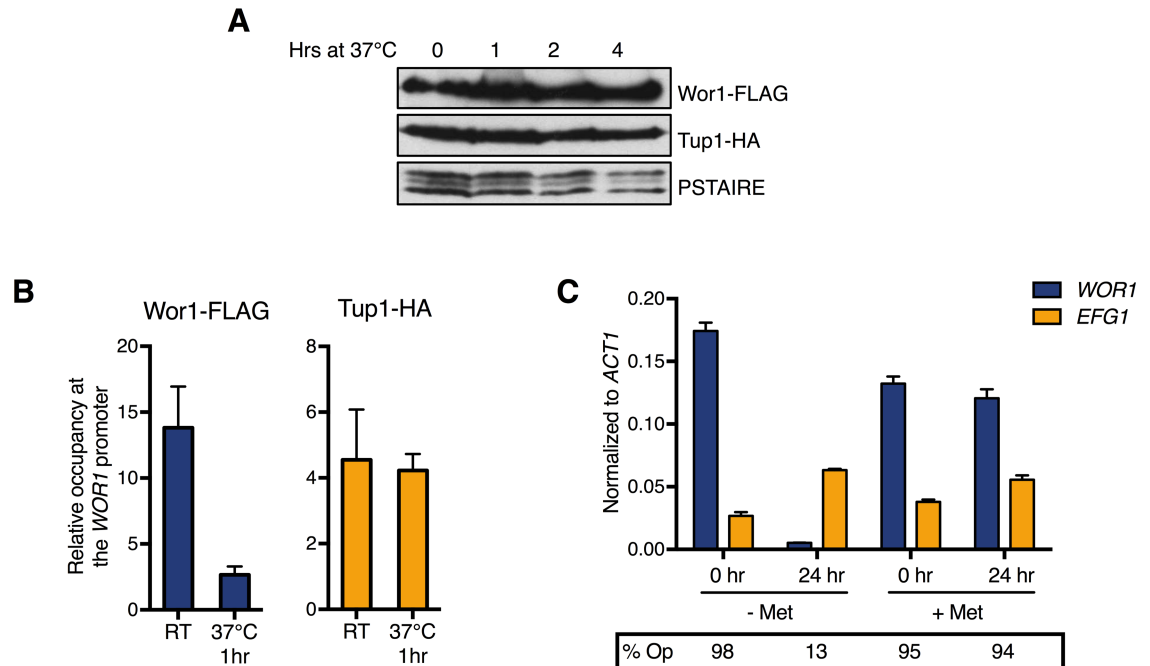 A
Hrs at 37°C 0 1 2 4
Wor1-FLAG
Tup1-HA
PSTAIRE
B
Wor1-FLAG
Tup1-HA
Relative occupancy at
the WOR1 promoter
20
15
10
5
0
RT 37°C
1hr
8
6
4
2
0
RT 37°C
1hr
C
WOR1
EFG1
Normalized to ACT1
0.20
0.15
0.10
0.05
0.00
0 hr 24 hr 0 hr 24 hr
- Met + Met
% Op 98 13 95 94